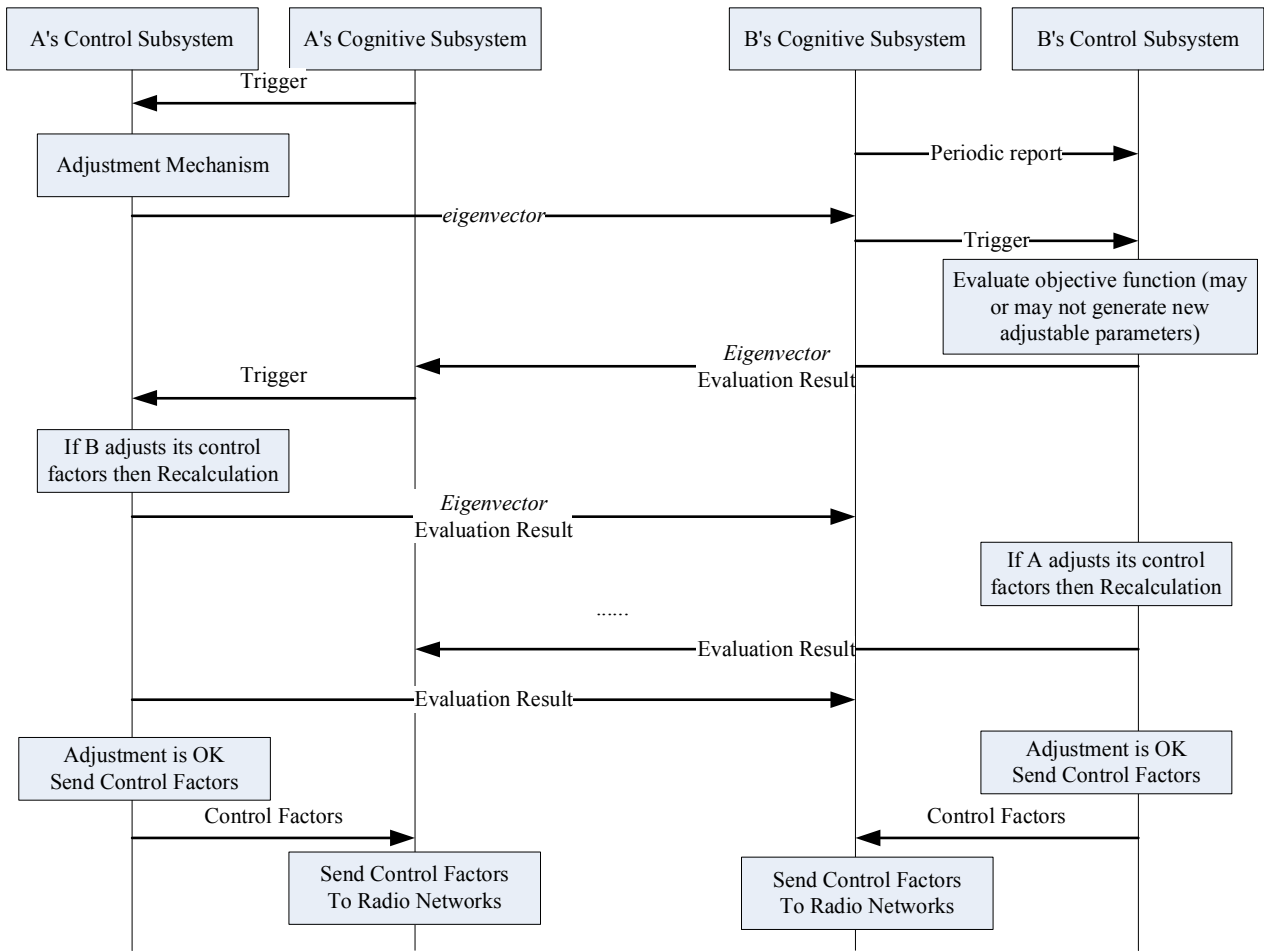 A's Control Subsystem
A's Cognitive Subsystem
B's Cognitive Subsystem
B's Control Subsystem
Trigger
Adjustment Mechanism
Periodic report
eigenvector
Trigger
Evaluate objective function (may
or may not generate new
adjustable parameters)
Eigenvector
Evaluation Result
Trigger
If B adjusts its control
factors then Recalculation
Eigenvector
Evaluation Result
If A adjusts its control
factors then Recalculation
......
Evaluation Result
Evaluation Result
Adjustment is OK
Send Control Factors
Adjustment is OK
Send Control Factors
Control Factors
Control Factors
Send Control Factors
To Radio Networks
Send Control Factors
To Radio Networks